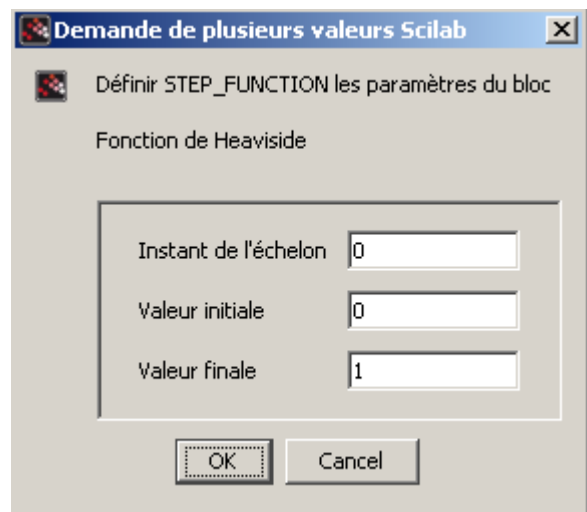 Demande de plusieurs valeurs Scilab
Définir STEP_FUNCTION les paramètres du bloc
Fonction de Heaviside
Instant de l'échelon 0
Valeur initiale 0
Valeur finale 1
OK Cancel